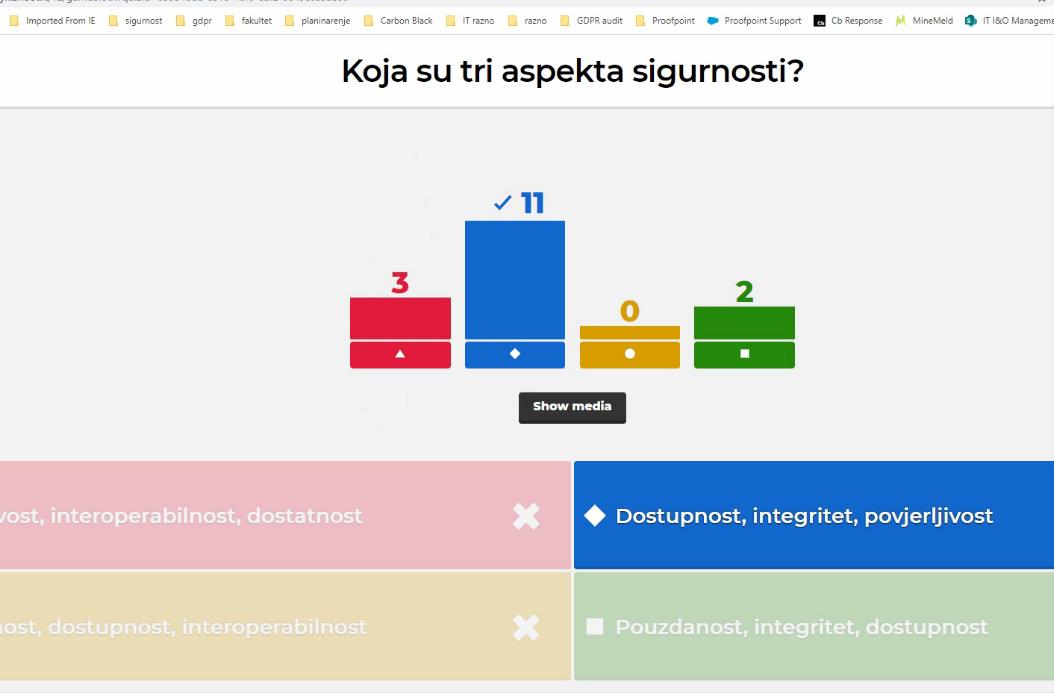 Imported From IE sigurnost gdpr fakultet planinarenje Carbon Black IT razno razno GDPR audit Proofpoint Proofpoint Support Cb Response MineMeld IT I&O Manageme
Koja su tri aspekta sigurnosti?
11
3
2
0
Show media
vost, interoperabilnost, dostatnost
Dostupnost, integritet, povjerljivost
nost, dostupnost, interoperabilnost
Pouzdanost, integritet, dostupnost